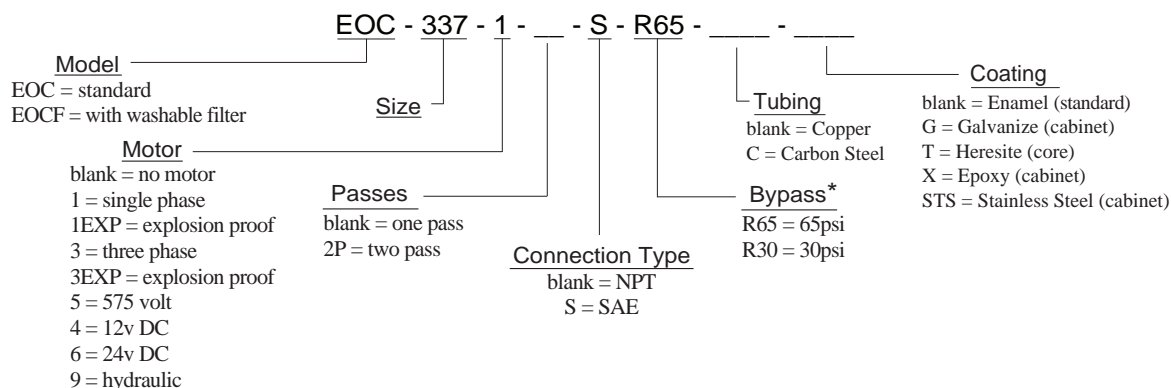 EOC - 337 - 1 - __ - S - R65 - ____ - ____
Model
EOC = standard
EOCF = with washable filter
Size
Motor
blank = no motor
1 = single phase
1EXP = explosion proof
3 = three phase
3EXP = explosion proof
5 = 575 volt
4 = 12v DC
6 = 24v DC
9 = hydraulic
Passes
blank = one pass
2P = two pass
Connection Type
blank = NPT
S = SAE
Bypass*
R65 = 65psi
R30 = 30psi
Tubing
blank = Copper
C = Carbon Steel
Coating
blank = Enamel (standard)
G = Galvanize (cabinet)
T = Heresite (core)
X = Epoxy (cabinet)
STS = Stainless Steel (cabinet)